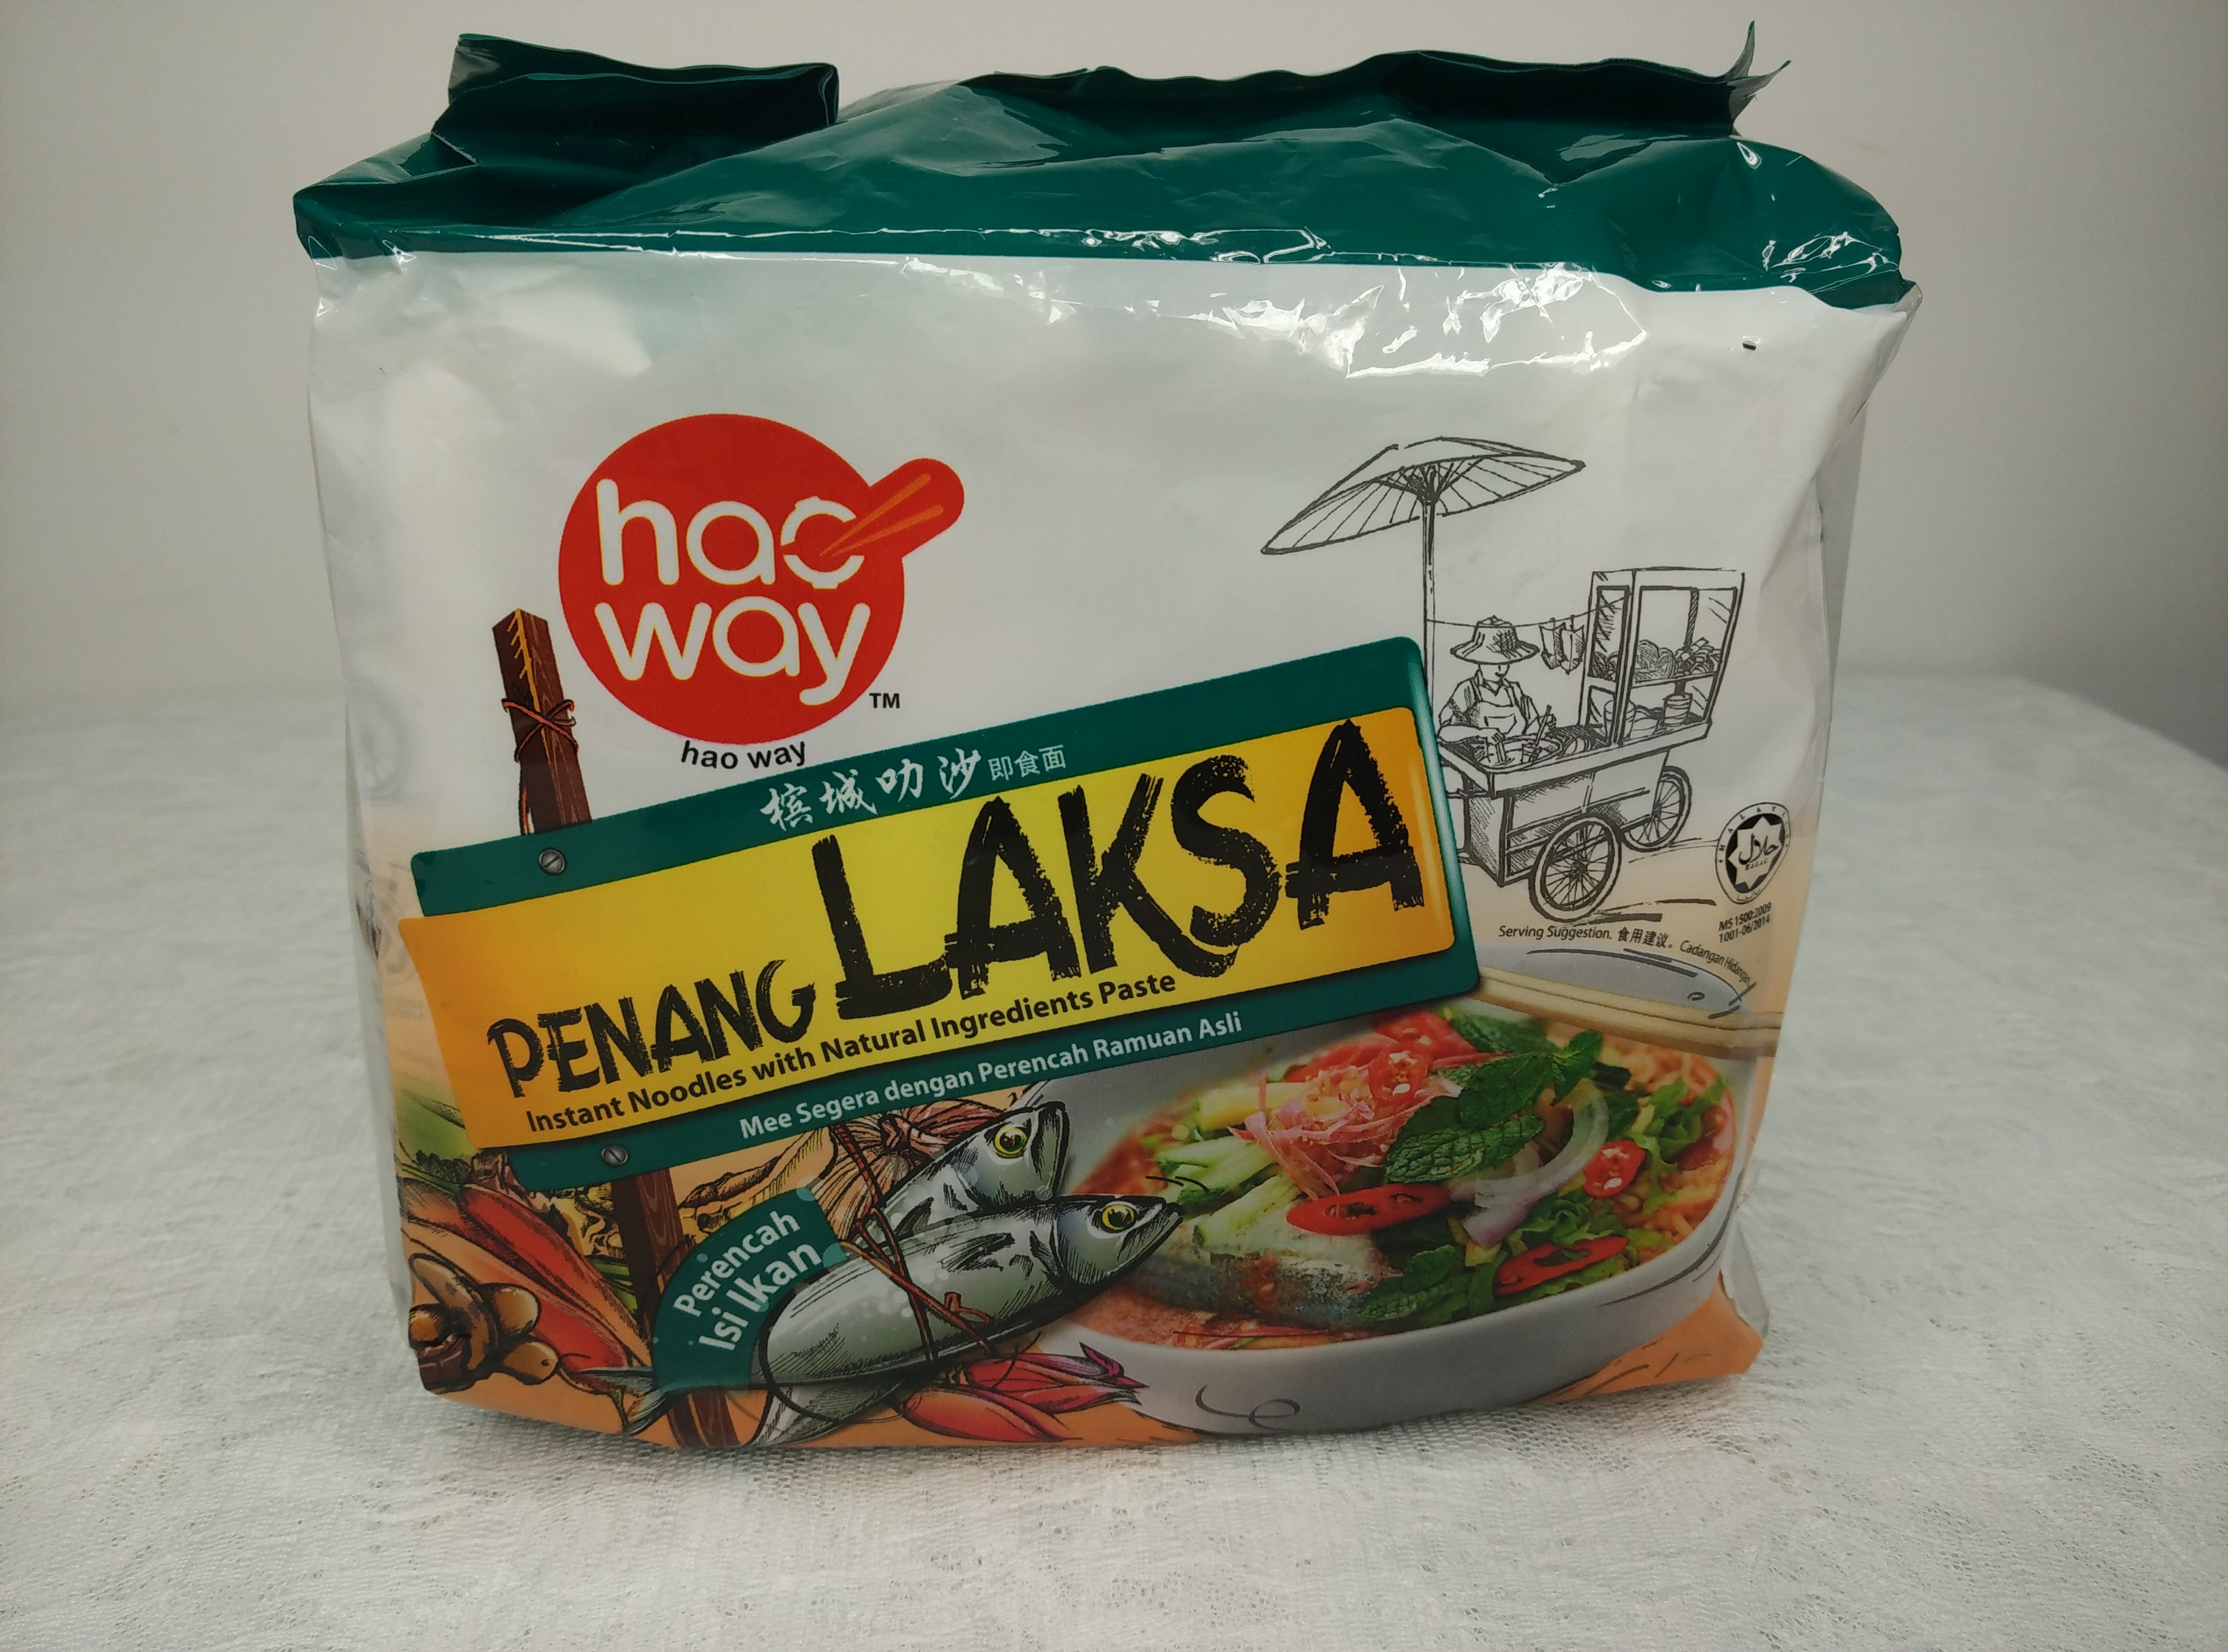 hao
way
TM
hao way
槟城叻沙 即食面
PENANG LAKSA
Instant Noodles with Natural Ingredients Paste
Mee Segera dengan Perencah Ramuan Asli
MALAYSIA
حلال
MS 1500:2009
1001-06/2014
Serving Suggestion. 食用建议。 Cadangan Hidangan
Perencah
Isi Ikan